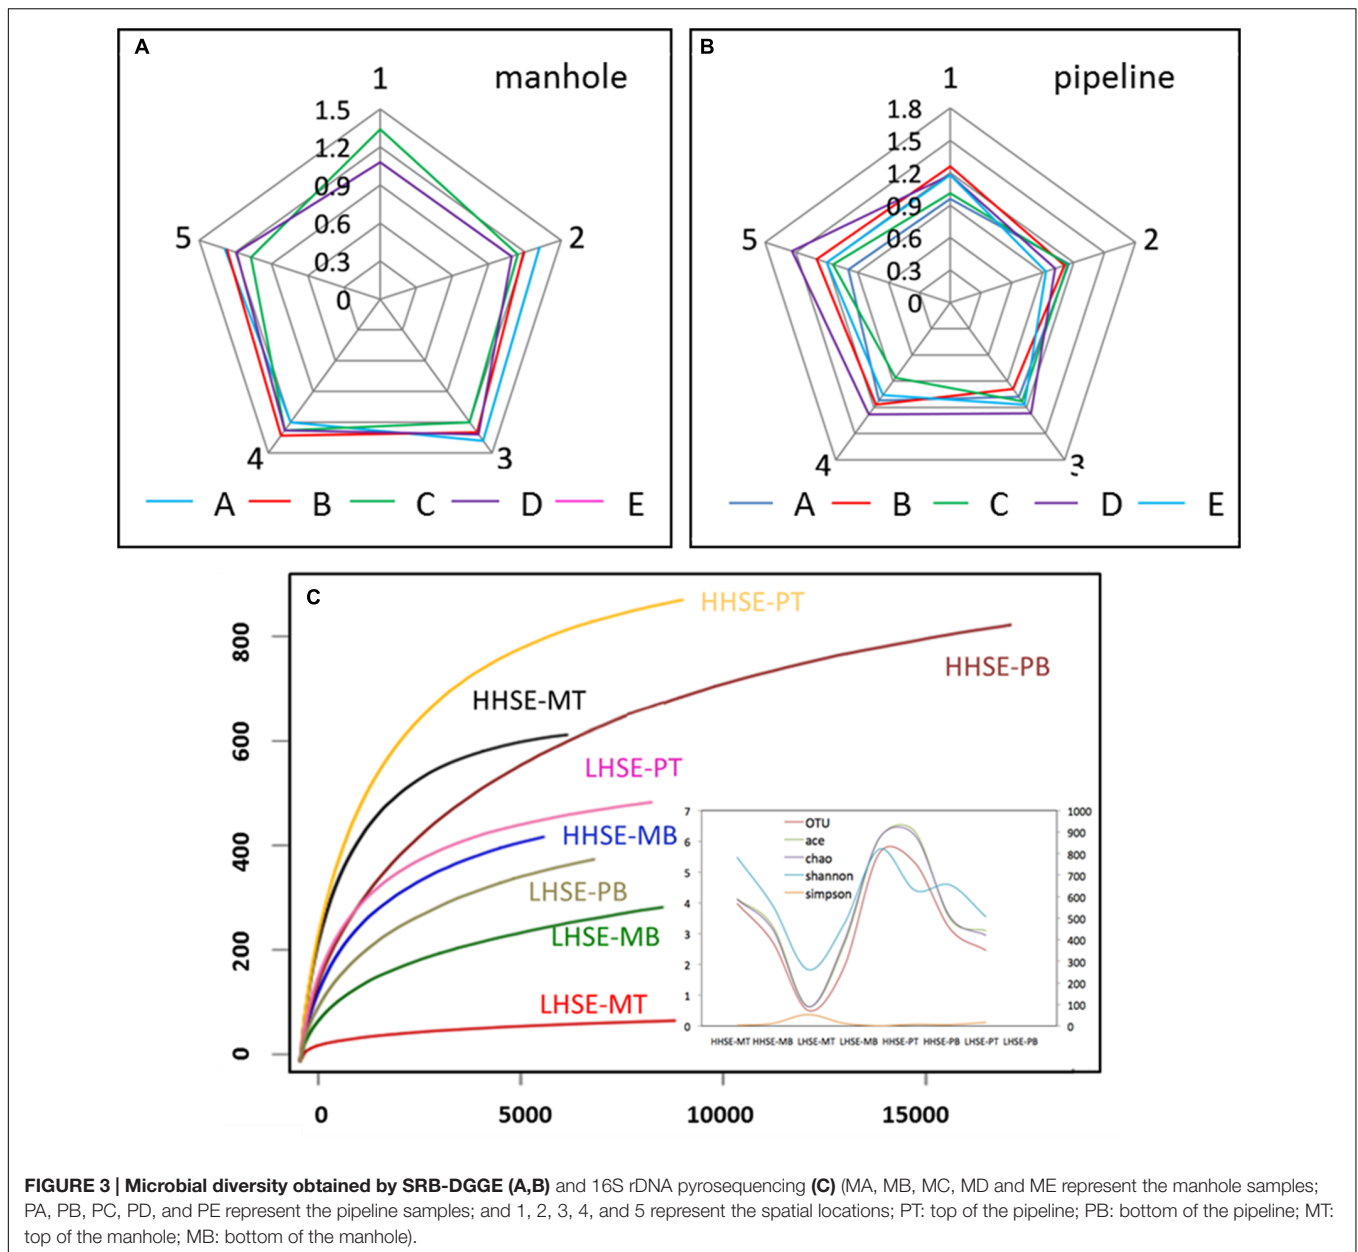 A
manhole
1
1.5
1.2
0.9
0.6
0.3
0
5
2
4
3
A B C D E
B
pipeline
1
1.8
1.5
1.2
0.9
0.6
0.3
0
5
2
4
3
A B C D E
C
HHSE-PT
HHSE-PB
HHSE-MT
LHSE-PT
HHSE-MB
LHSE-PB
LHSE-MB
LHSE-MT
800
600
400
200
0
0 5000 10000 15000
7
6
5
4
3
2
1
0
OTU
ace
chao
shannon
simpson
1000
900
800
700
600
500
400
300
200
100
0
HHSE-MT HHSE-MB LHSE-MT LHSE-MB HHSE-PT HHSE-PB LHSE-PT LHSE-PB
FIGURE 3 | Microbial diversity obtained by SRB-DGGE (A,B) and 16S rDNA pyrosequencing (C) (MA, MB, MC, MD and ME represent the manhole samples;
PA, PB, PC, PD, and PE represent the pipeline samples; and 1, 2, 3, 4, and 5 represent the spatial locations; PT: top of the pipeline; PB: bottom of the pipeline; MT:
top of the manhole; MB: bottom of the manhole).